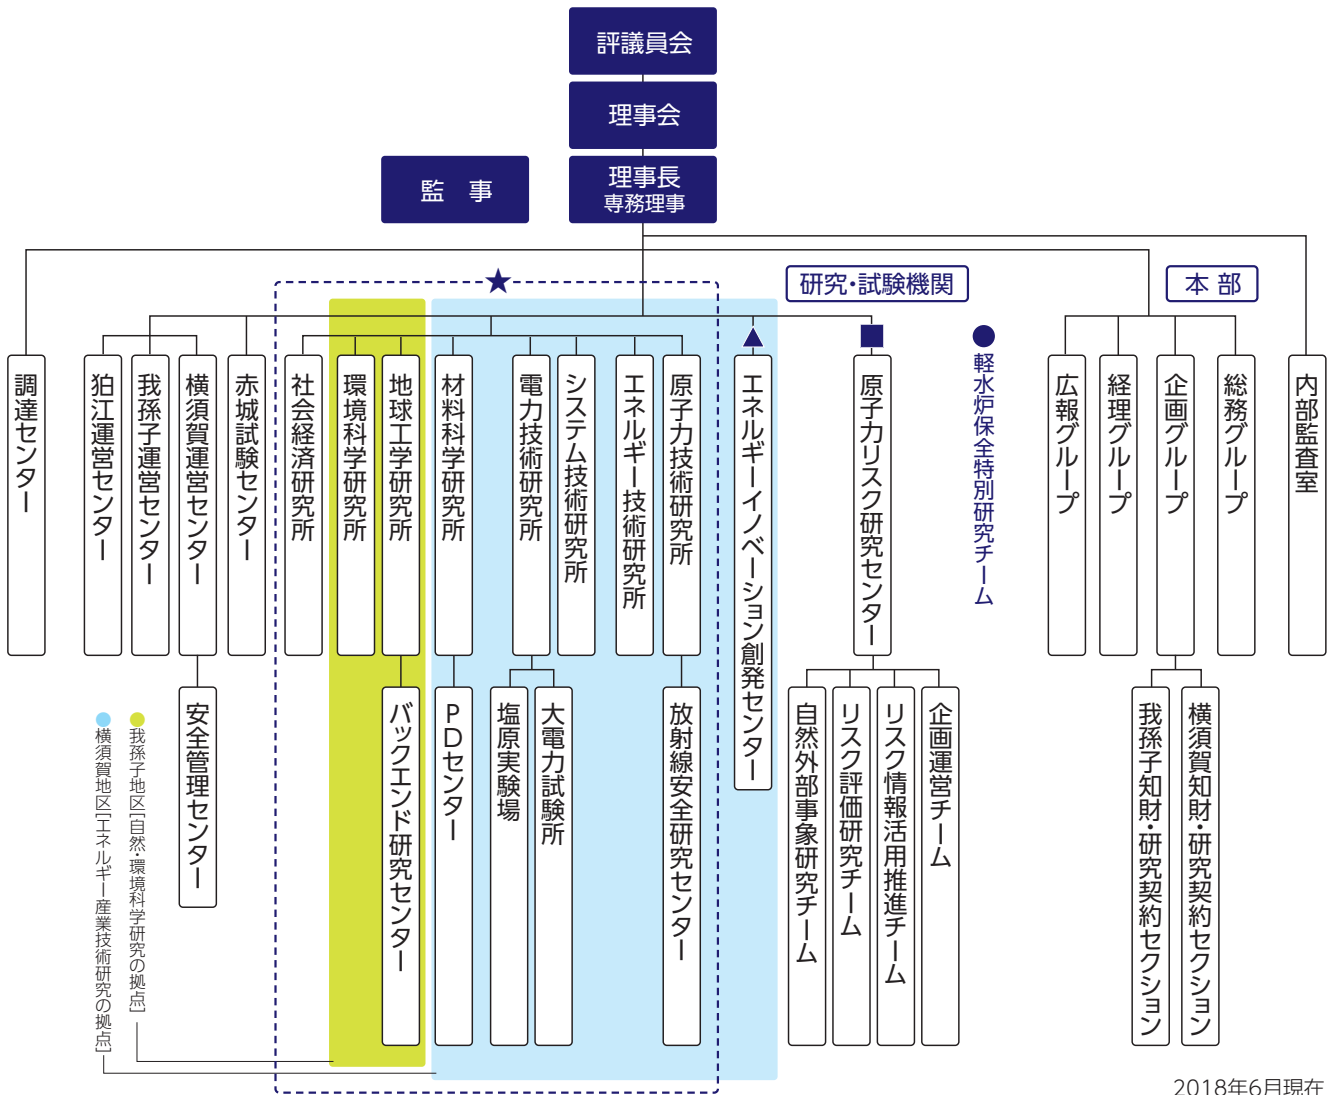 評議員会
理事会
理事長
専務理事
監　事
★
研究・試験機関
本 部
調達センター
狛江運営センター
我孫子運営センター
横須賀運営センター
赤城試験センター
社会経済研究所
環境科学研究所
地球工学研究所
材料科学研究所
電力技術研究所
システム技術研究所
エネルギー技術研究所
原子力技術研究所
▲
エネルギーイノベーション創発センター
■
原子力リスク研究センター
●
軽水炉保全特別研究チーム
広報グループ
経理グループ
企画グループ
総務グループ
内部監査室
安全管理センター
バックエンド研究センター
PDセンター
塩原実験場
大電力試験所
放射線安全研究センター
自然外部事象研究チーム
リスク評価研究チーム
リスク情報活用推進チーム
企画運営チーム
我孫子知財・研究契約セクション
横須賀知財・研究契約セクション
●我孫子地区[自然・環境科学研究の拠点]
●横須賀地区[エネルギー産業技術研究の拠点]
2018年6月現在